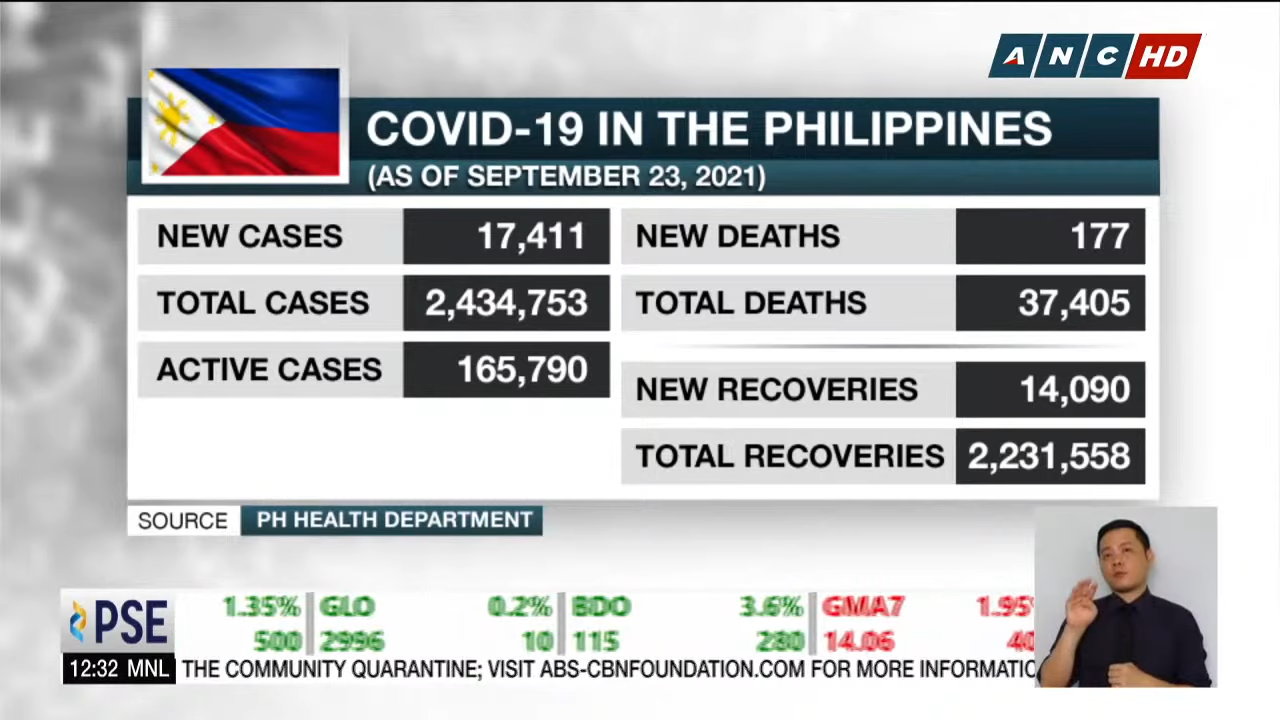 ANC HD
COVID-19 IN THE PHILIPPINES
(AS OF SEPTEMBER 23, 2021)
NEW CASES 17,411
TOTAL CASES 2,434,753
ACTIVE CASES 165,790
NEW DEATHS 177
TOTAL DEATHS 37,405
NEW RECOVERIES 14,090
TOTAL RECOVERIES 2,231,558
SOURCE PH HEALTH DEPARTMENT
PSE 1.35% GLO 0.2% BDO 3.6% GMA7 1.95
500 2996 10 115 280 14.06 40
12:32 MNL THE COMMUNITY QUARANTINE; VISIT ABS-CBNFOUNDATION.COM FOR MORE INFORMATIO